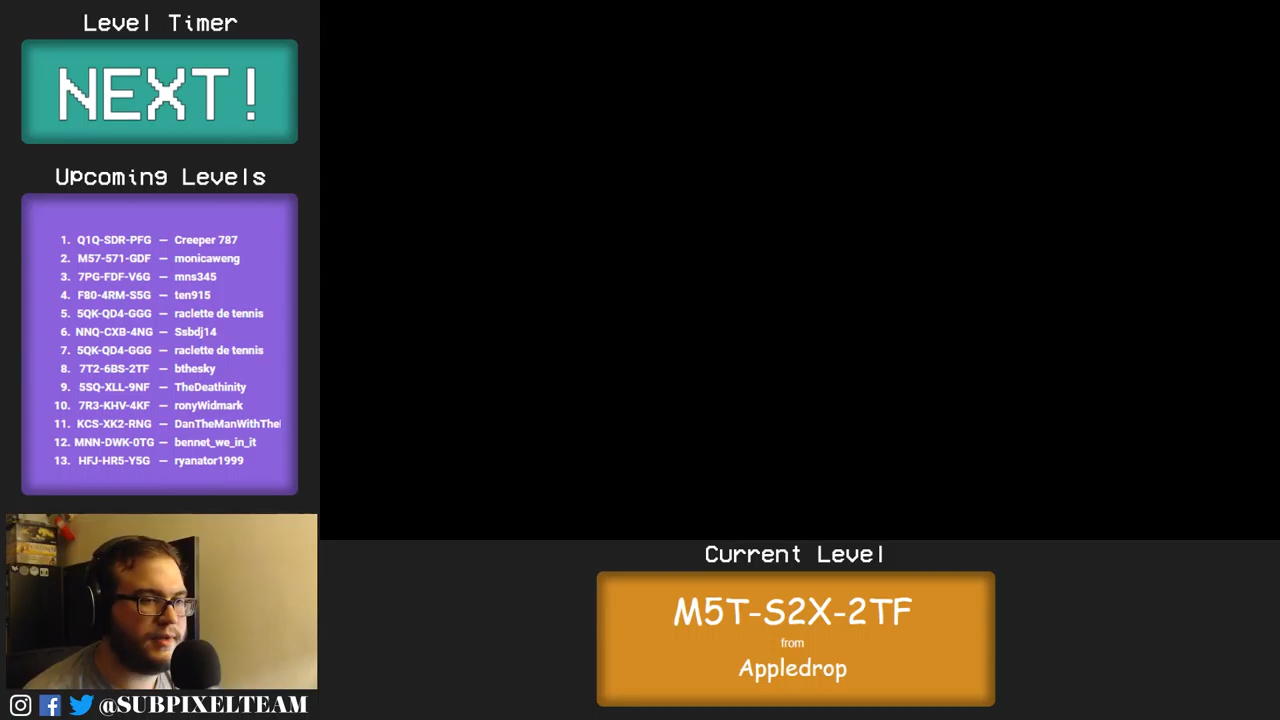 Level Timer
NEXT!
Upcoming Levels
1. Q1Q-SDR-PFG — Creeper 787
2. M57-571-GDF — monicaweng
3. 7PG-FDF-V6G — mns345
4. F80-4RM-S5G — ten915
5. 5QK-QD4-GGG — raclette de tennis
6. NNQ-CXB-4NG — Ssbdj14
7. 5QK-QD4-GGG — raclette de tennis
8. 7T2-6BS-2TF — bthesky
9. 5SQ-XLL-9NF — TheDeathinity
10. 7R3-KHV-4KF — ronyWidmark
11. KCS-XK2-RNG — DanTheManWithThe
12. MNN-DWK-0TG — bennet_we_in_it
13. HFJ-HR5-Y5G — ryanator1999
@SUBPIXELTEAM
Current Level
M5T-S2X-2TF
from
Appledrop